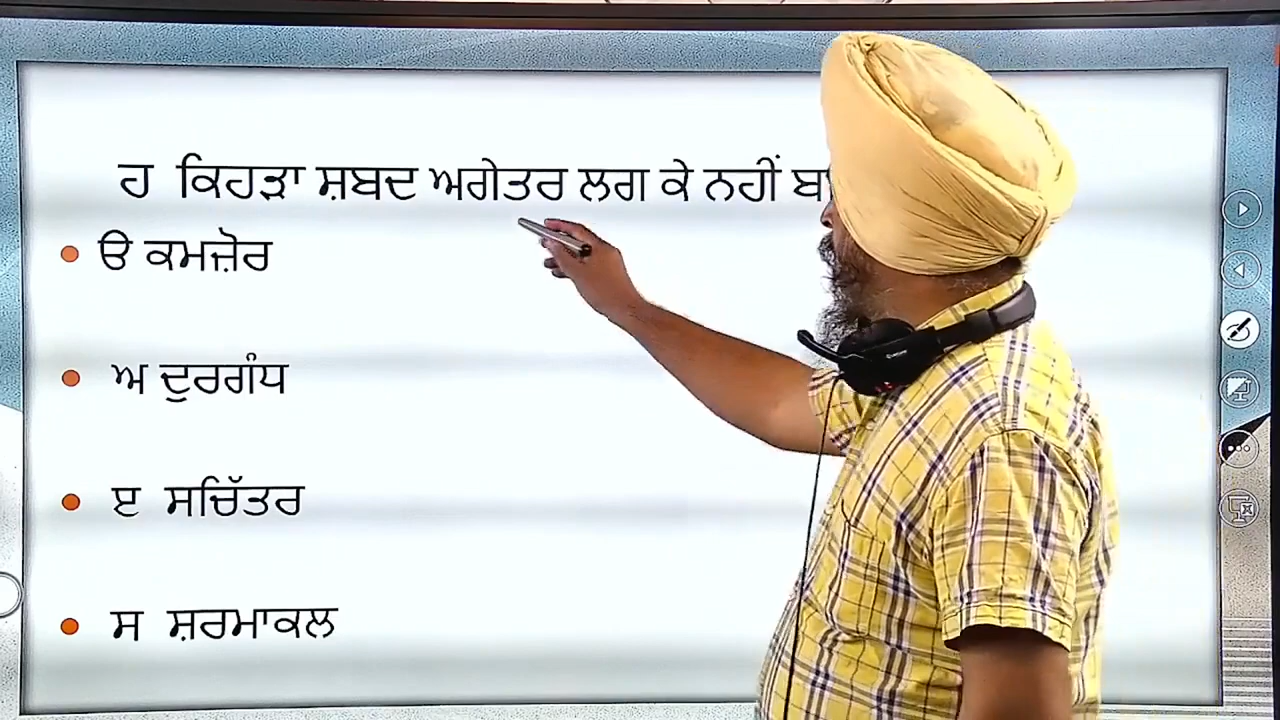 ਹ ਕਿਹੜਾ ਸ਼ਬਦ ਅਗੇਤਰ ਲਗ ਕੇ ਨਹੀਂ
ੳ ਕਮਜ਼ੋਰ
ਅ ਦੁਰਗੰਧ
ੲ ਸਚਿੱਤਰ
ਸ ਸ਼ਰਮਾਕਲ